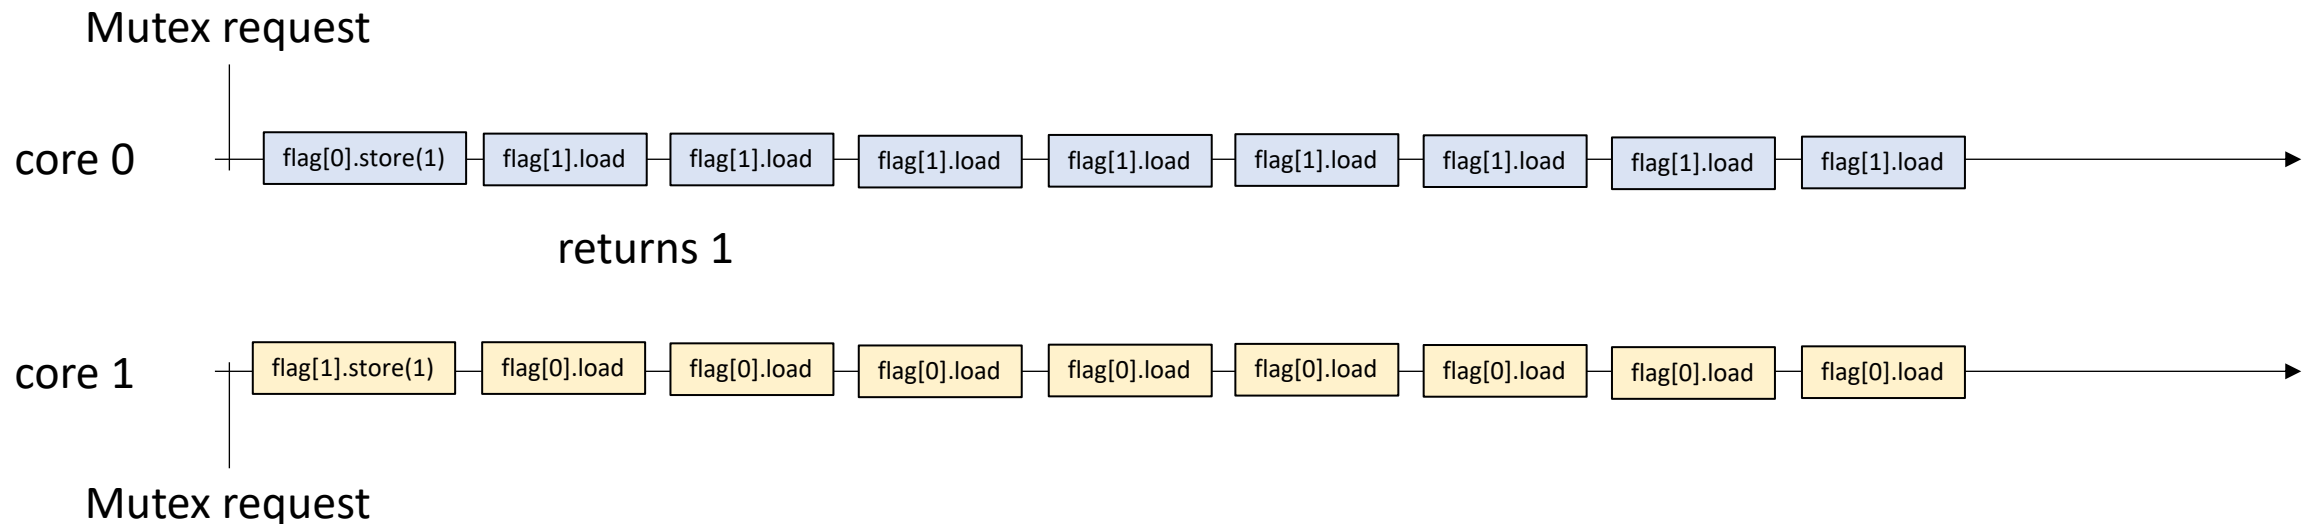 Mutex request
core 0
flag[0].store(1) flag[1].load flag[1].load flag[1].load flag[1].load flag[1].load flag[1].load flag[1].load flag[1].load
returns 1
core 1
flag[1].store(1) flag[0].load flag[0].load flag[0].load flag[0].load flag[0].load flag[0].load flag[0].load flag[0].load
Mutex request